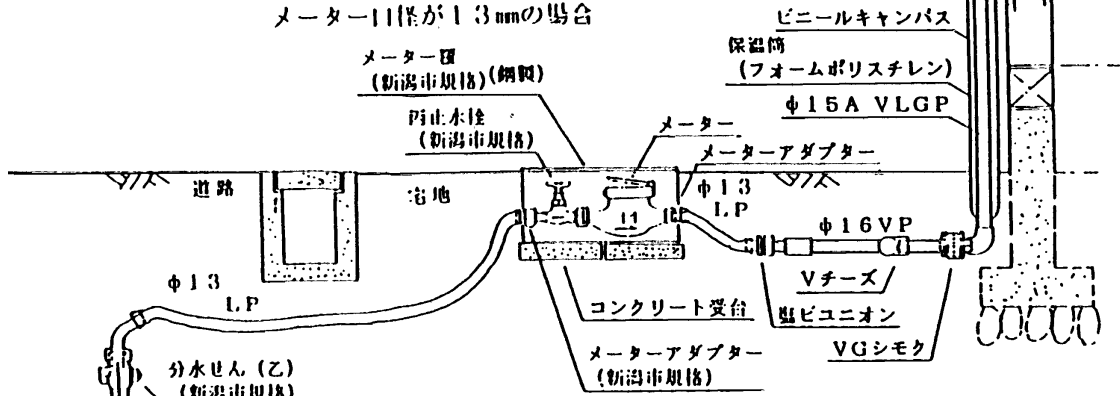 メーター口径が13mmの場合
ビニールキャンパス
保温筒
(フォームポリスチレン)
φ15A VLGP
メーター
(新潟市規格)(鋼製)
丙止水栓
(新潟市規格)
メーター
メーターアダプター
道路
宅地
φ13
LP
φ16VP
Vチーズ
φ13
LP
コンクリート受台
塩ビユニオン
VGシモク
メーターアダプター
(新潟市規格)
分水せん(乙)
(新潟市規格)